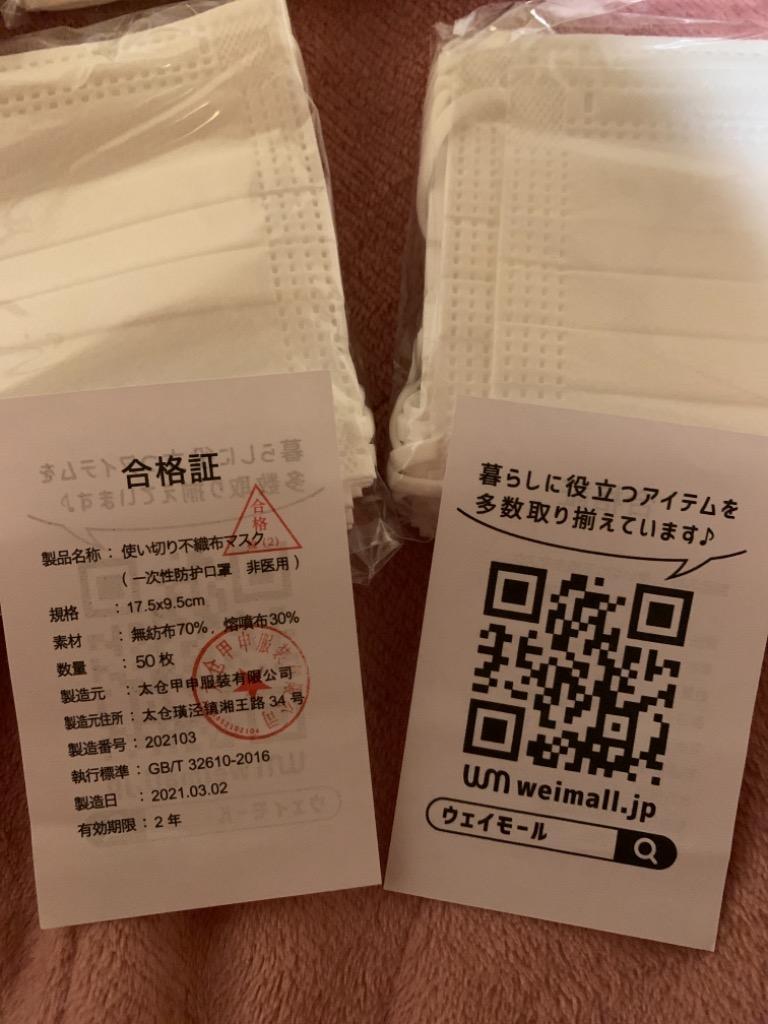 合格証
合格
製品名称：使い切り不織布マスク
（一次性防护口罩　非医用）
規格　：17.5x9.5cm
素材　：無紡布70%，熔噴布30%
数量　：50枚
製造元　：太仓甲申服装有限公司
製造元住所：太仓璜泾镇湘王路34号
製造番号：202103
執行標準：GB/T 32610-2016
製造日　：2021.03.02
有効期限：2年
暮らしに役立つアイテムを
多数取り揃えています♪
weimall.jp
ウェイモール